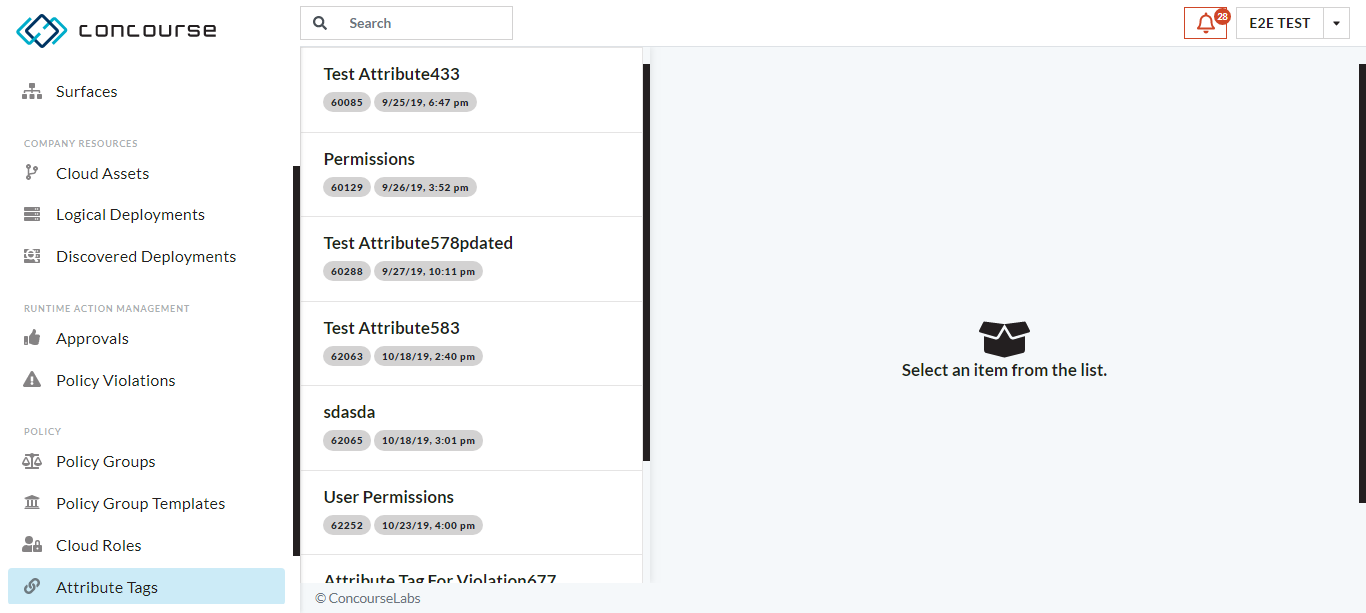 concourse
Search
28
E2E TEST
Surfaces
COMPANY RESOURCES
Cloud Assets
Logical Deployments
Discovered Deployments
RUNTIME ACTION MANAGEMENT
Approvals
Policy Violations
POLICY
Policy Groups
Policy Group Templates
Cloud Roles
Attribute Tags
Test Attribute433
60085 9/25/19, 6:47 pm
Permissions
60129 9/26/19, 3:52 pm
Test Attribute578pdated
60288 9/27/19, 10:11 pm
Test Attribute583
62063 10/18/19, 2:40 pm
sdasda
62065 10/18/19, 3:01 pm
User Permissions
62252 10/23/19, 4:00 pm
Attribute Tag For Violation677
© ConcourseLabs
Select an item from the list.